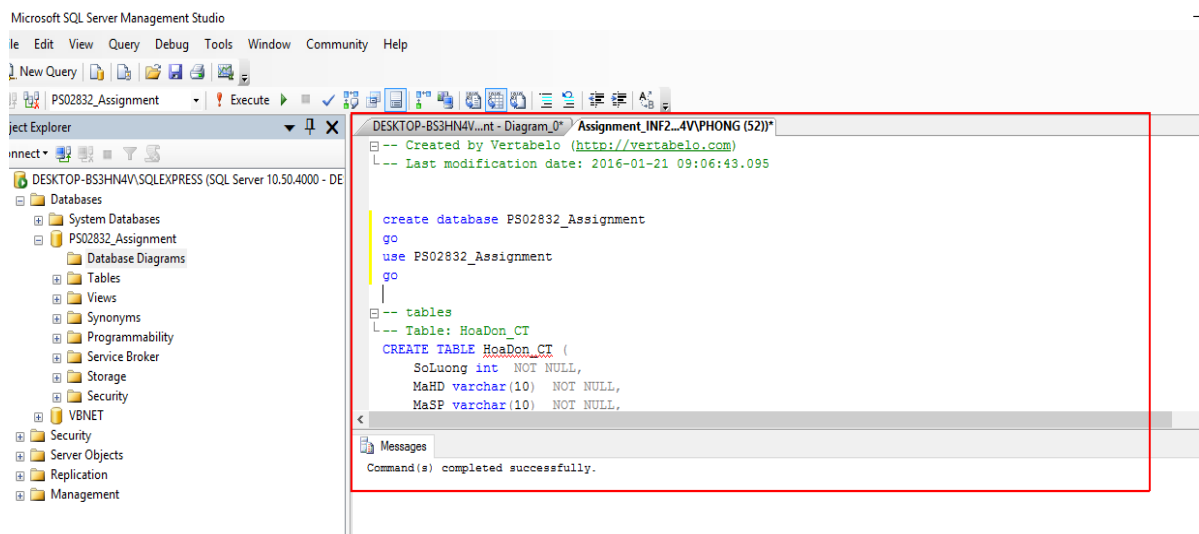 Microsoft SQL Server Management Studio
le Edit View Query Debug Tools Window Community Help
New Query
PS02832_Assignment Execute
ject Explorer
onnect
DESKTOP-BS3HN4V\SQLEXPRESS (SQL Server 10.50.4000 - DE
Databases
System Databases
PS02832_Assignment
Database Diagrams
Tables
Views
Synonyms
Programmability
Service Broker
Storage
Security
VBNET
Security
Server Objects
Replication
Management
DESKTOP-BS3HN4V...nt - Diagram_0* Assignment_INF2...4V\PHONG (52))*
-- Created by Vertabelo (http://vertabelo.com)
-- Last modification date: 2016-01-21 09:06:43.095
create database PS02832_Assignment
go
use PS02832_Assignment
go
-- tables
-- Table: HoaDon_CT
CREATE TABLE HoaDon_CT (
SoLuong int NOT NULL,
MaHD varchar(10) NOT NULL,
MaSP varchar(10) NOT NULL,
Messages
Command(s) completed successfully.